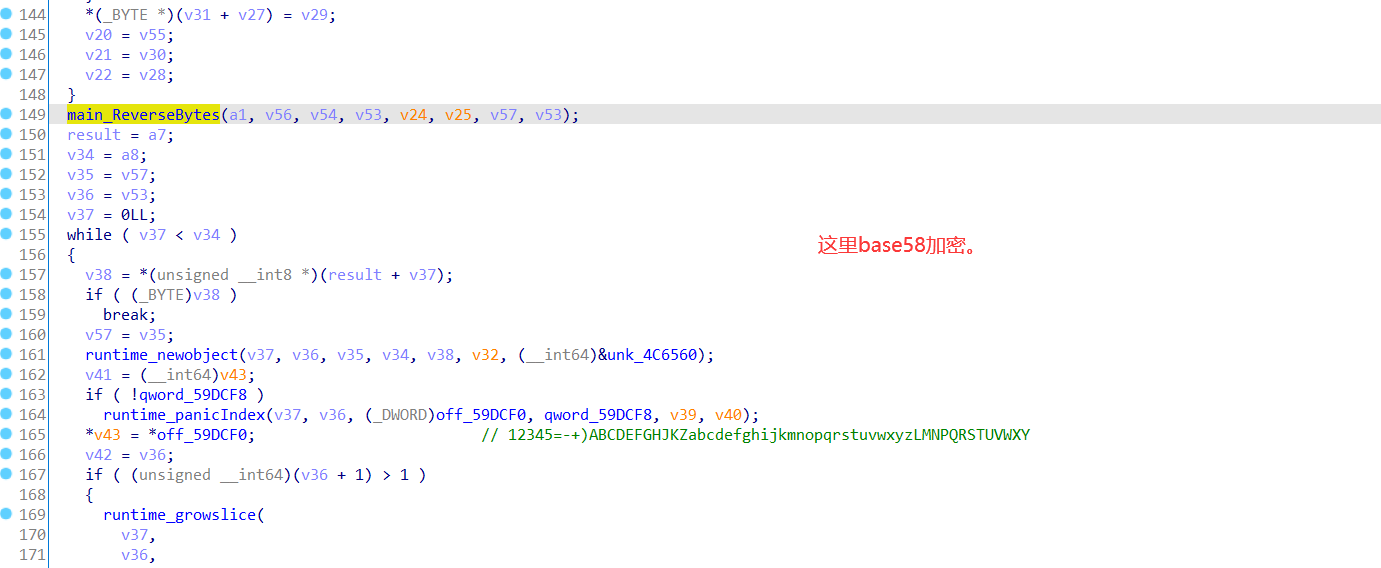 144 *(_BYTE *)(v31 + v27) = v29;
145 v20 = v55;
146 v21 = v30;
147 v22 = v28;
148 }
149 main_ReverseBytes(a1, v56, v54, v53, v24, v25, v57, v53);
150 result = a7;
151 v34 = a8;
152 v35 = v57;
153 v36 = v53;
154 v37 = 0LL;
155 while ( v37 < v34 )
这里base58加密。
156 {
157 v38 = *(unsigned __int8 *)(result + v37);
158 if ( (_BYTE)v38 )
159 break;
160 v57 = v35;
161 runtime_newobject(v37, v36, v35, v34, v38, v32, (__int64)&unk_4C6560);
162 v41 = (__int64)v43;
163 if ( !qword_59DCF8 )
164 runtime_panicIndex(v37, v36, (_DWORD)off_59DCF0, qword_59DCF8, v39, v40);
165 *v43 = *off_59DCF0; // 12345=-+)ABCDEFGHJKZabcdefghijkmnopqrstuvwxyzLMNPQRSTUVWXY
166 v42 = v36;
167 if ( (unsigned __int64)(v36 + 1) > 1 )
168 {
169 runtime_growslice(
170 v37,
171 v36,